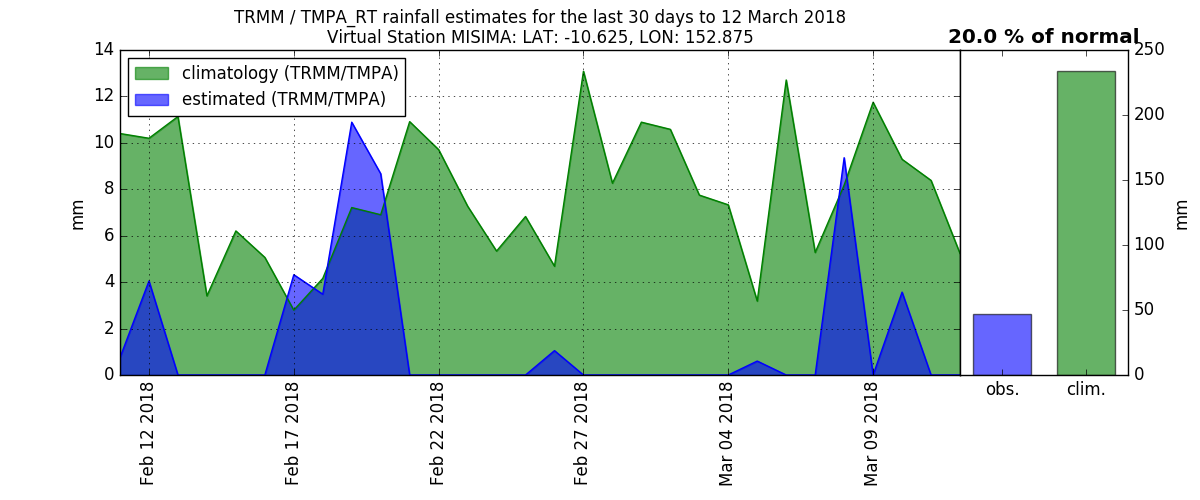 TRMM / TMPA_RT rainfall estimates for the last 30 days to 12 March 2018
Virtual Station MISIMA: LAT: -10.625, LON: 152.875
20.0 % of normal
climatology (TRMM/TMPA)
estimated (TRMM/TMPA)
14
12
10
8
6
4
2
0
mm
Feb 12 2018
Feb 17 2018
Feb 22 2018
Feb 27 2018
Mar 04 2018
Mar 09 2018
obs.
clim.
250
200
150
100
50
0
mm